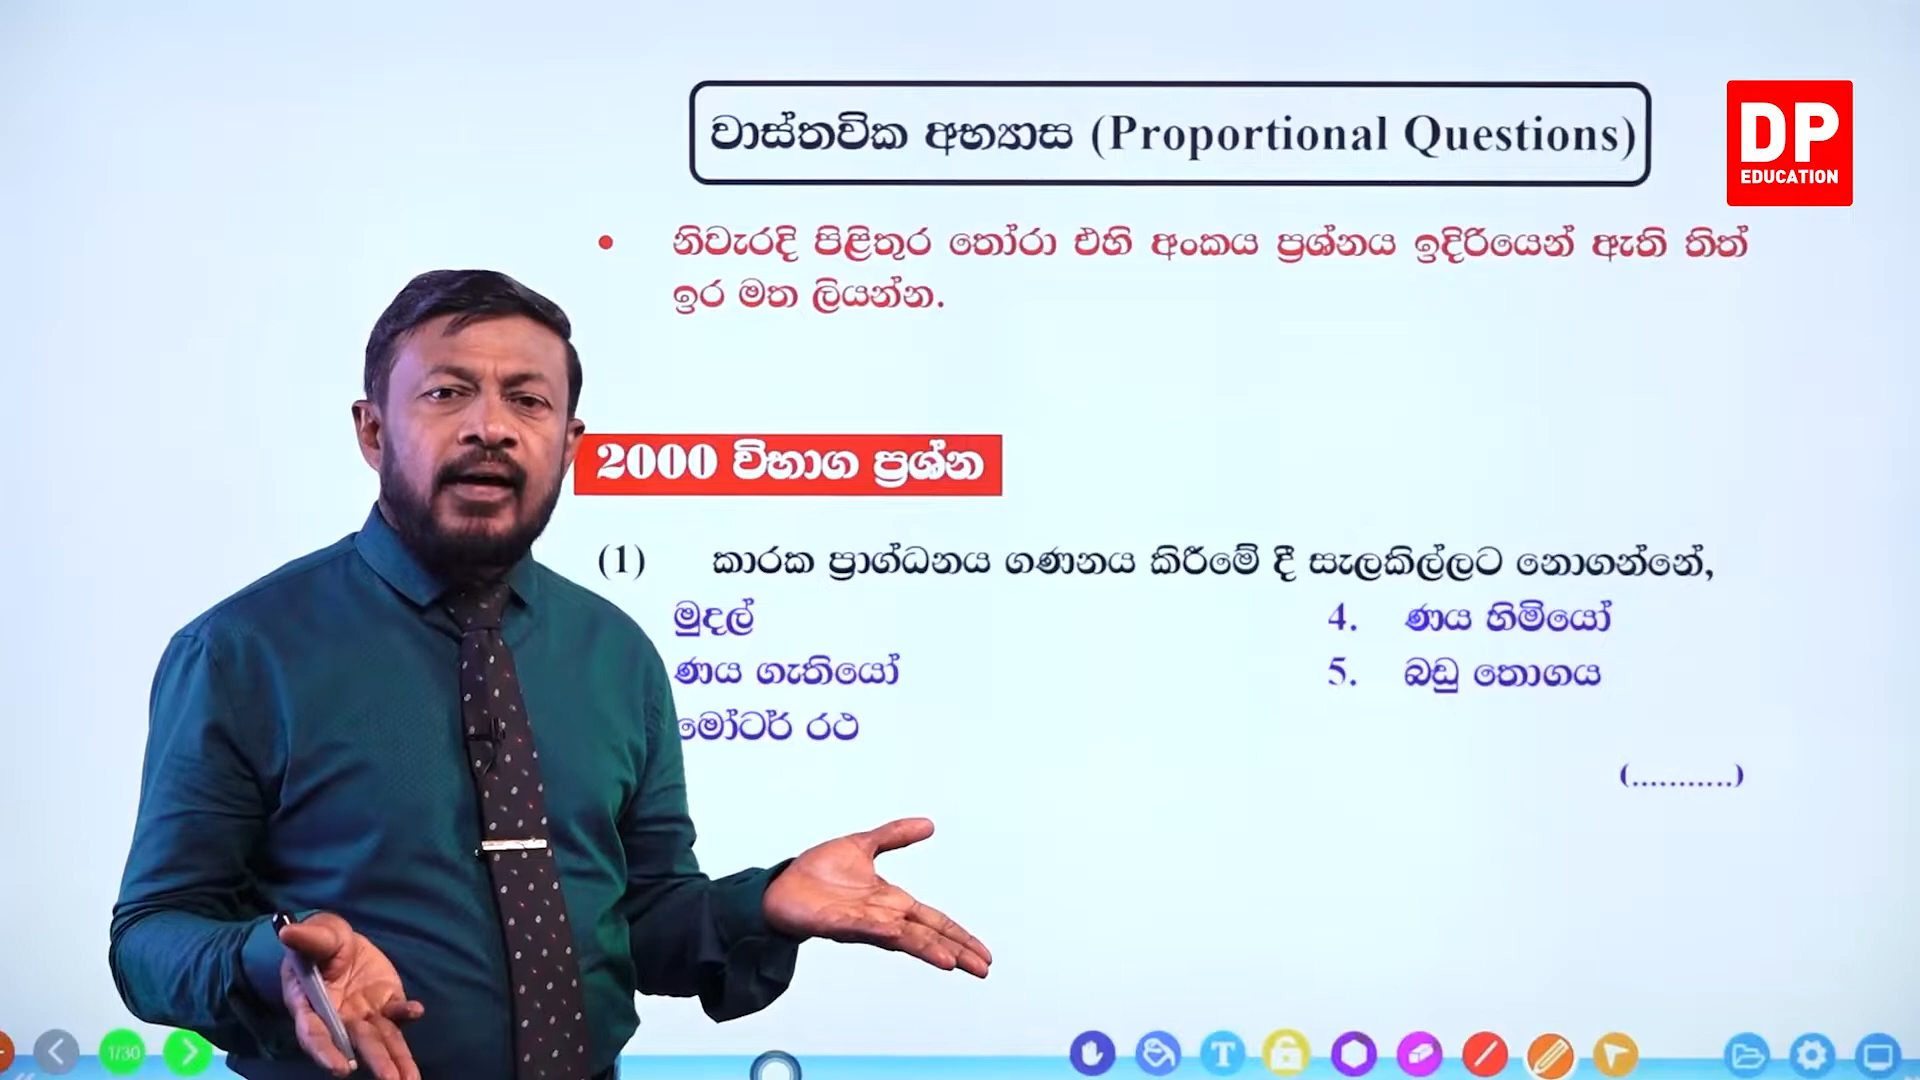 වාස්තවික අභ්‍යාස (Proportional Questions)
DP
EDUCATION
• නිවැරදි පිළිතුර තෝරා එහි අංකය ප්‍රශ්නය ඉදිරියෙන් ඇති තිත්
ඉර මත ලියන්න.
2000 විභාග ප්‍රශ්න
(1) කාරක ප්‍රාග්ධනය ගණනය කිරීමේ දී සැලකිල්ලට නොගන්නේ,
මුදල්
ණය ගැතියෝ
මෝටර් රථ
4. ණය හිමියෝ
5. බඩු තොගය
(...........)
1/30
T